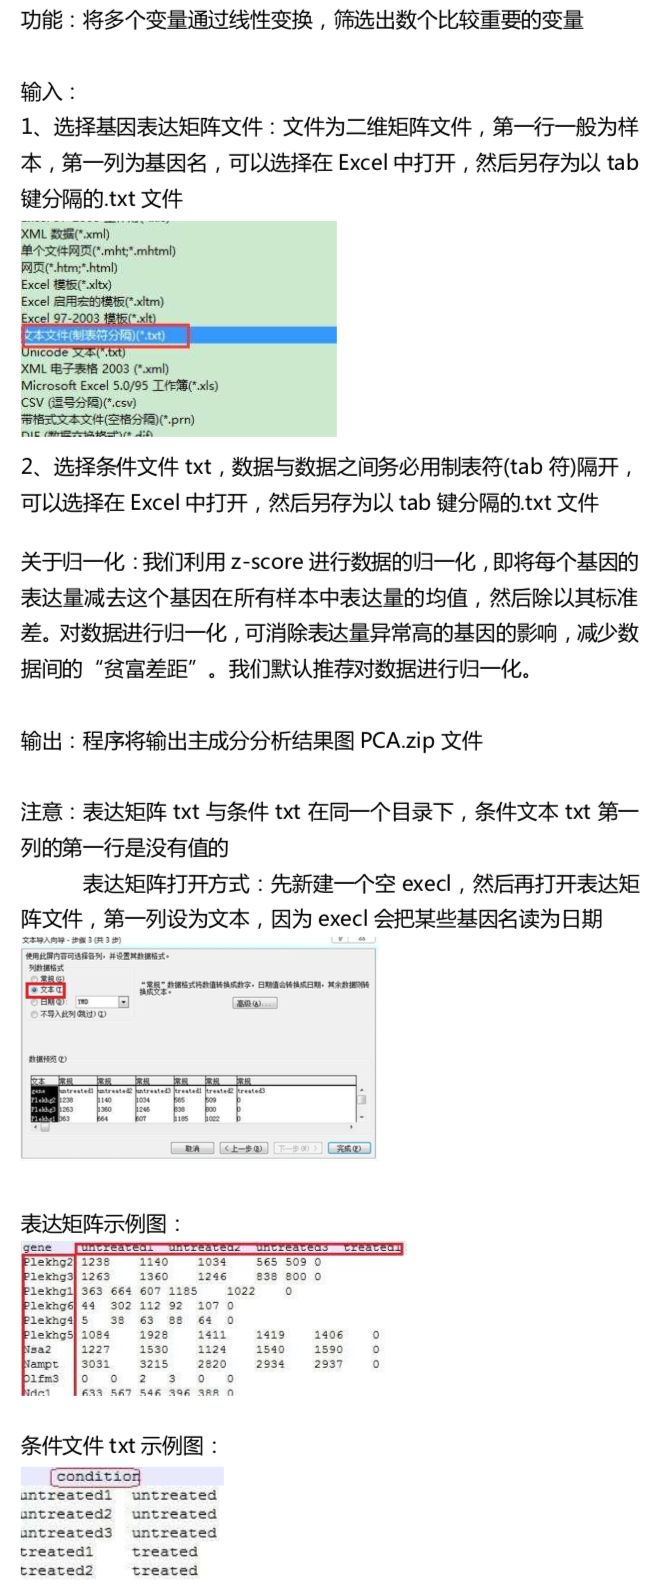 功能：将多个变量通过线性变换，筛选出数个比较重要的变量
输入：
1、选择基因表达矩阵文件：文件为二维矩阵文件，第一行一般为样
本，第一列为基因名，可以选择在 Excel 中打开，然后另存为以 tab
键分隔的.txt 文件
XML 数据(*.xml)
单个文件网页(*.mht;*.mhtml)
网页(*.htm;*.html)
Excel 模板(*.xltx)
Excel 启用宏的模板(*.xltm)
Excel 97-2003 模板(*.xlt)
文本文件(制表符分隔)(*.txt)
Unicode 文本(*.txt)
XML 电子表格 2003 (*.xml)
Microsoft Excel 5.0/95 工作簿(*.xls)
CSV (逗号分隔)(*.csv)
带格式文本文件(空格分隔)(*.prn)
DIF (数据交换格式)(*.dif)
2、选择条件文件 txt，数据与数据之间务必用制表符(tab 符)隔开，
可以选择在 Excel 中打开，然后另存为以 tab 键分隔的.txt 文件
关于归一化：我们利用 z-score 进行数据的归一化，即将每个基因的
表达量减去这个基因在所有样本中表达量的均值，然后除以其标准
差。对数据进行归一化，可消除表达量异常高的基因的影响，减少数
据间的“贫富差距”。我们默认推荐对数据进行归一化。
输出：程序将输出主成分分析结果图 PCA.zip 文件
注意：表达矩阵 txt 与条件 txt 在同一个目录下，条件文本 txt 第一
列的第一行是没有值的
表达矩阵打开方式：先新建一个空 execl，然后再打开表达矩
阵文件，第一列设为文本，因为 execl 会把某些基因名读为日期
文本导入向导 - 步骤 3 (共 3 步)
使用此屏内容可选择各列，并设置其数据格式。
列数据格式
常规(G)
文本(T)
日期(D)： YMD
不导入此列(跳过)(I)
“常规”数据格式将数值转换成数字，日期值会转换成日期，其余数据则转
换成文本。
高级(A)...
数据预览(P)
文本 常规 常规 常规 常规 常规 常规
gene untreated1 untreated2 untreated3 treated1 treated2 treated3
Plekhg2 1238 1140 1034 565 509 0
Plekhg3 1263 1360 1246 838 800 0
Plekhg1 363 664 607 1185 1022 0
取消 <上一步(B) 下一步(N)> 完成(F)
表达矩阵示例图：
gene untreated1 untreated2 untreated3 treated1
Plekhg2 1238 1140 1034 565 509 0
Plekhg3 1263 1360 1246 838 800 0
Plekhg1 363 664 607 1185 1022 0
Plekhg6 44 302 112 92 107 0
Plekhg4 5 38 63 88 64 0
Plekhg5 1084 1928 1411 1419 1406 0
Nsa2 1227 1530 1124 1540 1590 0
Nampt 3031 3215 2820 2934 2937 0
Olfm3 0 0 2 3 0 0
Ndc1 633 567 546 396 388 0
条件文件 txt 示例图：
condition
untreated1 untreated
untreated2 untreated
untreated3 untreated
treated1 treated
treated2 treated